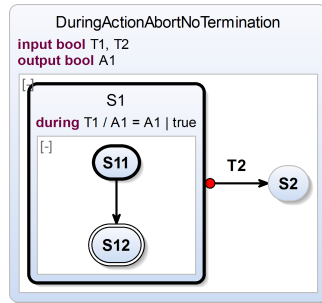 DuringActionAbortNoTermination
input bool T1, T2
output bool A1
[-]
S1
during T1 / A1 = A1 | true
[-]
S11
T2
S2
S12